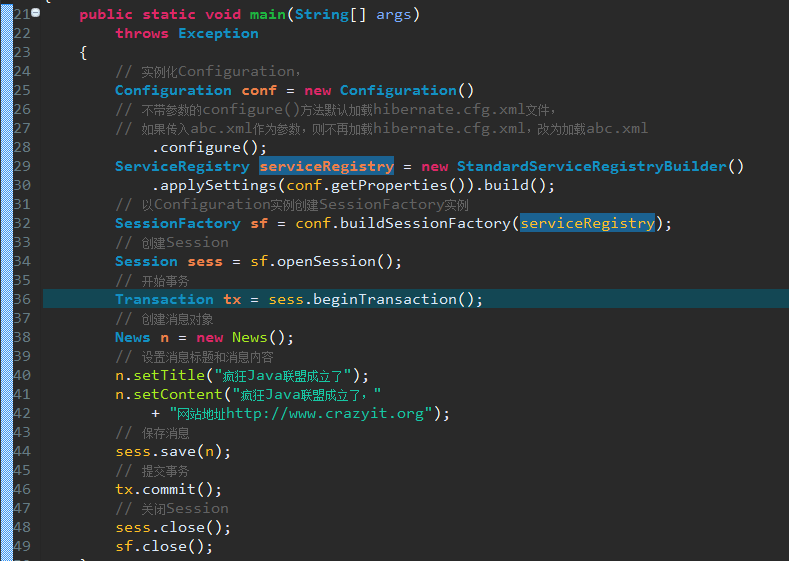 21 public static void main(String[] args)
22 throws Exception
23 {
24 // 实例化Configuration，
25 Configuration conf = new Configuration()
26 // 不带参数的configure()方法默认加载hibernate.cfg.xml文件，
27 // 如果传入abc.xml作为参数，则不再加载hibernate.cfg.xml，改为加载abc.xml
28 .configure();
29 ServiceRegistry serviceRegistry = new StandardServiceRegistryBuilder()
30 .applySettings(conf.getProperties()).build();
31 // 以Configuration实例创建SessionFactory实例
32 SessionFactory sf = conf.buildSessionFactory(serviceRegistry);
33 // 创建Session
34 Session sess = sf.openSession();
35 // 开始事务
36 Transaction tx = sess.beginTransaction();
37 // 创建消息对象
38 News n = new News();
39 // 设置消息标题和消息内容
40 n.setTitle("疯狂Java联盟成立了");
41 n.setContent("疯狂Java联盟成立了，"
42 + "网站地址http://www.crazyit.org");
43 // 保存消息
44 sess.save(n);
45 // 提交事务
46 tx.commit();
47 // 关闭Session
48 sess.close();
49 sf.close();